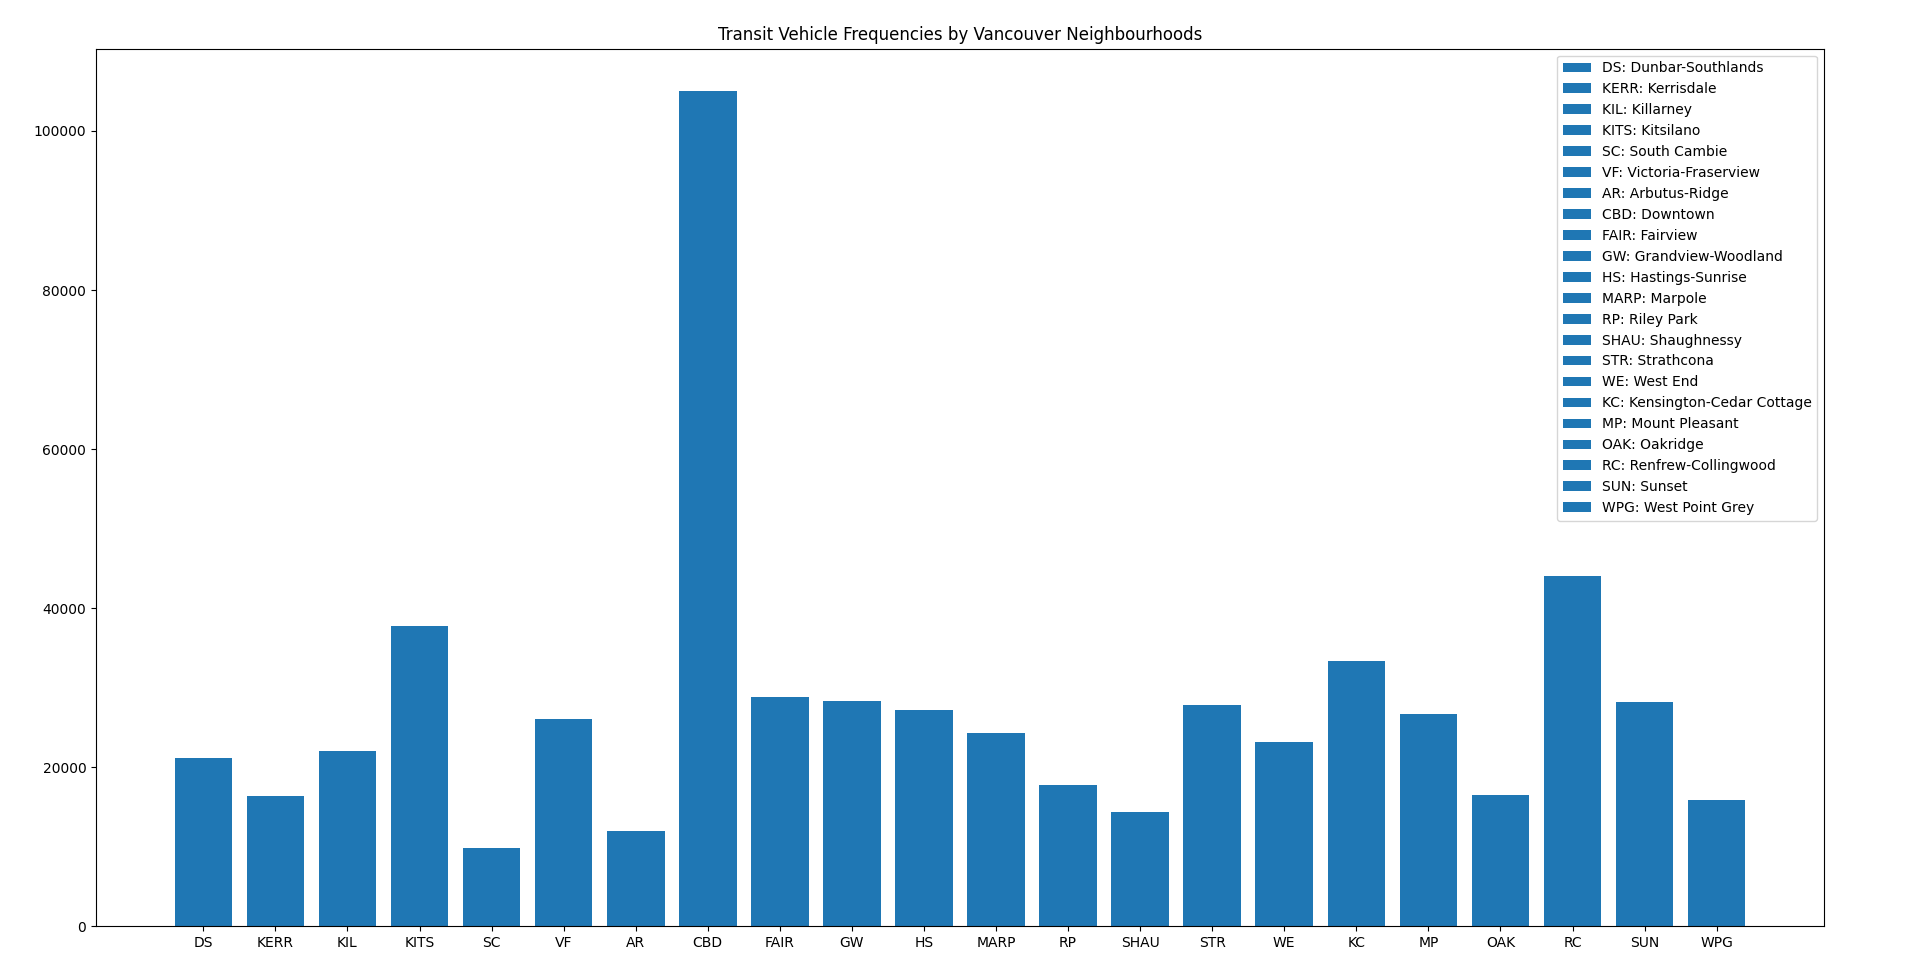 Transit Vehicle Frequencies by Vancouver Neighbourhoods
100000
80000
60000
40000
20000
0
DS: Dunbar-Southlands
KERR: Kerrisdale
KIL: Killarney
KITS: Kitsilano
SC: South Cambie
VF: Victoria-Fraserview
AR: Arbutus-Ridge
CBD: Downtown
FAIR: Fairview
GW: Grandview-Woodland
HS: Hastings-Sunrise
MARP: Marpole
RP: Riley Park
SHAU: Shaughnessy
STR: Strathcona
WE: West End
KC: Kensington-Cedar Cottage
MP: Mount Pleasant
OAK: Oakridge
RC: Renfrew-Collingwood
SUN: Sunset
WPG: West Point Grey
DS KERR KIL KITS SC VF AR CBD FAIR GW HS MARP RP SHAU STR WE KC MP OAK RC SUN WPG